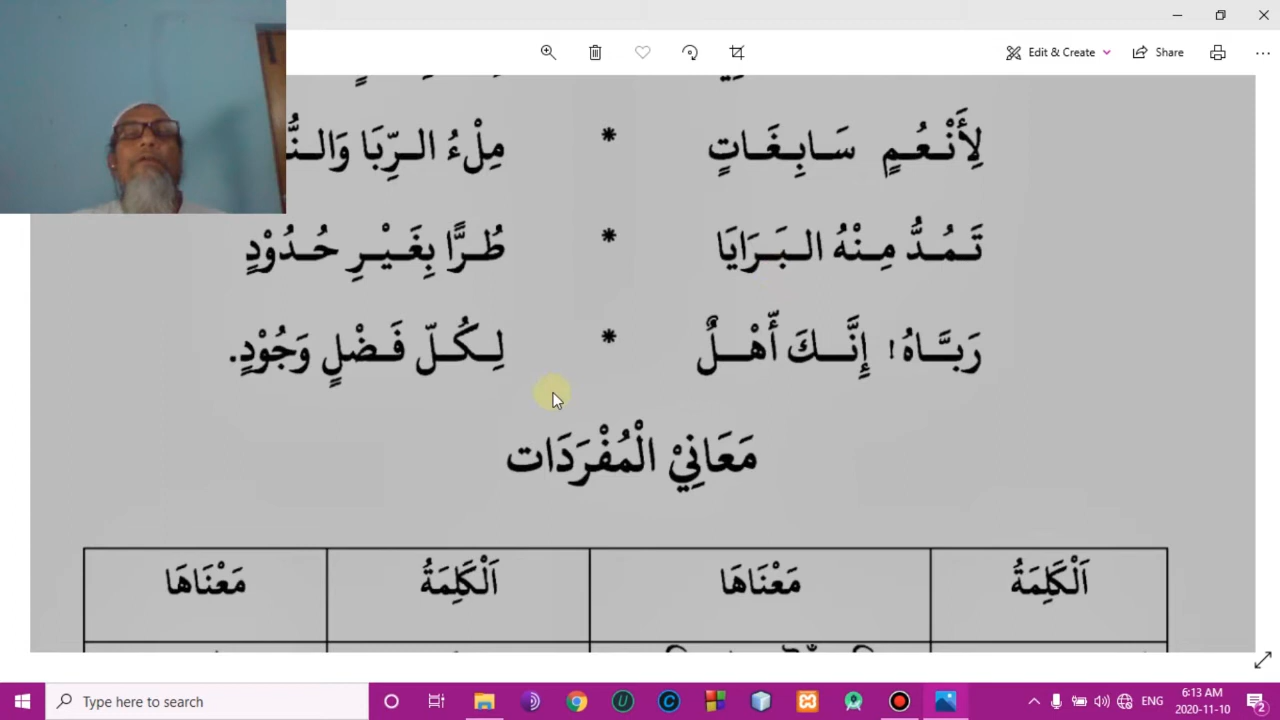 Edit & Create
Share
لِأَنْعُمٍ سَابِغَاتٍ * مِلْءُ الرِّبَا
تَمُدُّ مِنْهُ الْبَرَايَا * طُرًّا بِغَيْرِ حُدُوْدٍ
رَبَّاهُ! إِنَّكَ أَهْلٌ * لِكُلِّ فَضْلٍ وَجُوْدٍ.
مَعَانِيْ الْمُفْرَدَات
اَلْكَلِمَةُ مَعْنَاهَا اَلْكَلِمَةُ مَعْنَاهَا
Type here to search
ENG
6:13 AM
2020-11-10
2